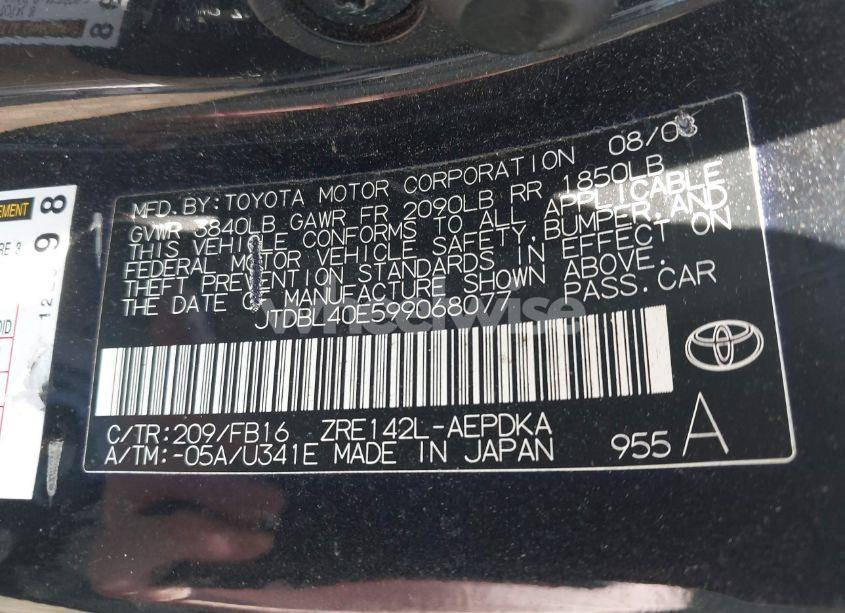 MFD.BY:TOYOTA MOTOR CORPORATION 08/08
GVWR 3840LB GAWR FR 2090LB RR 1850LB
THIS VEHICLE CONFORMS TO ALL APPLICABLE
FEDERAL MOTOR VEHICLE SAFETY,BUMPER,AND
THEFT PREVENTION STANDARDS IN EFFECT ON
THE DATE OF MANUFACTURE SHOWN ABOVE.
JTDBL40E599068077 PASS.CAR
C/TR:209/FB16 ZRE142L-AEPDKA
A/TM:-05A/U341E MADE IN JAPAN 955 A
wheelwise